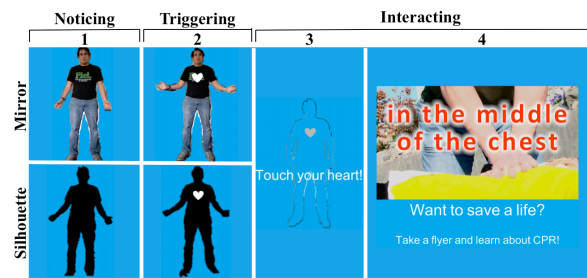 Noticing Triggering Interacting
1 2 3 4
Mirror
Silhouette
Touch your heart!
in the middle
of the chest
Want to save a life?
Take a flyer and learn about CPR!